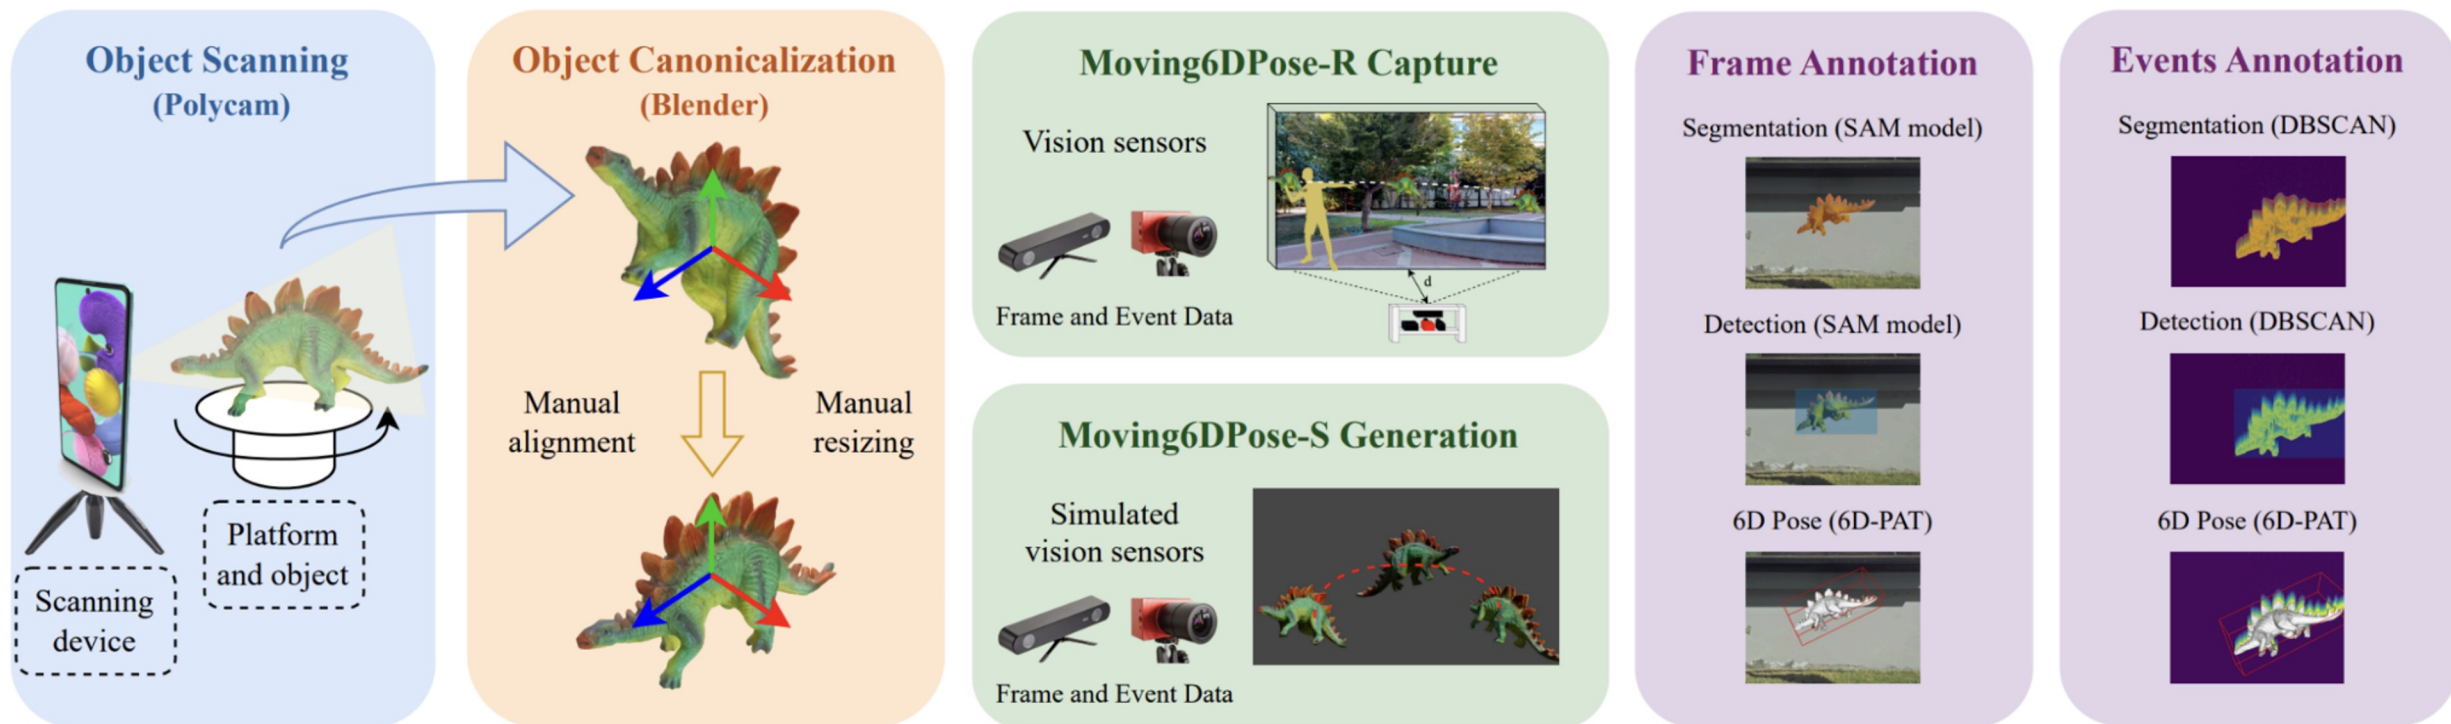 Object Scanning
(Polycam)
Scanning
device
Platform
and object
Object Canonicalization
(Blender)
Manual
alignment
Manual
resizing
Moving6DPose-R Capture
Vision sensors
Frame and Event Data
d
Moving6DPose-S Generation
Simulated
vision sensors
Frame and Event Data
Frame Annotation
Segmentation (SAM model)
Detection (SAM model)
6D Pose (6D-PAT)
Events Annotation
Segmentation (DBSCAN)
Detection (DBSCAN)
6D Pose (6D-PAT)